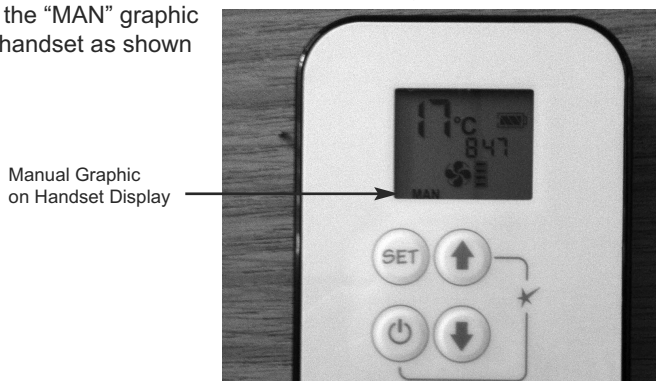 the “MAN” graphic
handset as shown
Manual Graphic
on Handset Display
17°C
847
MAN
SET